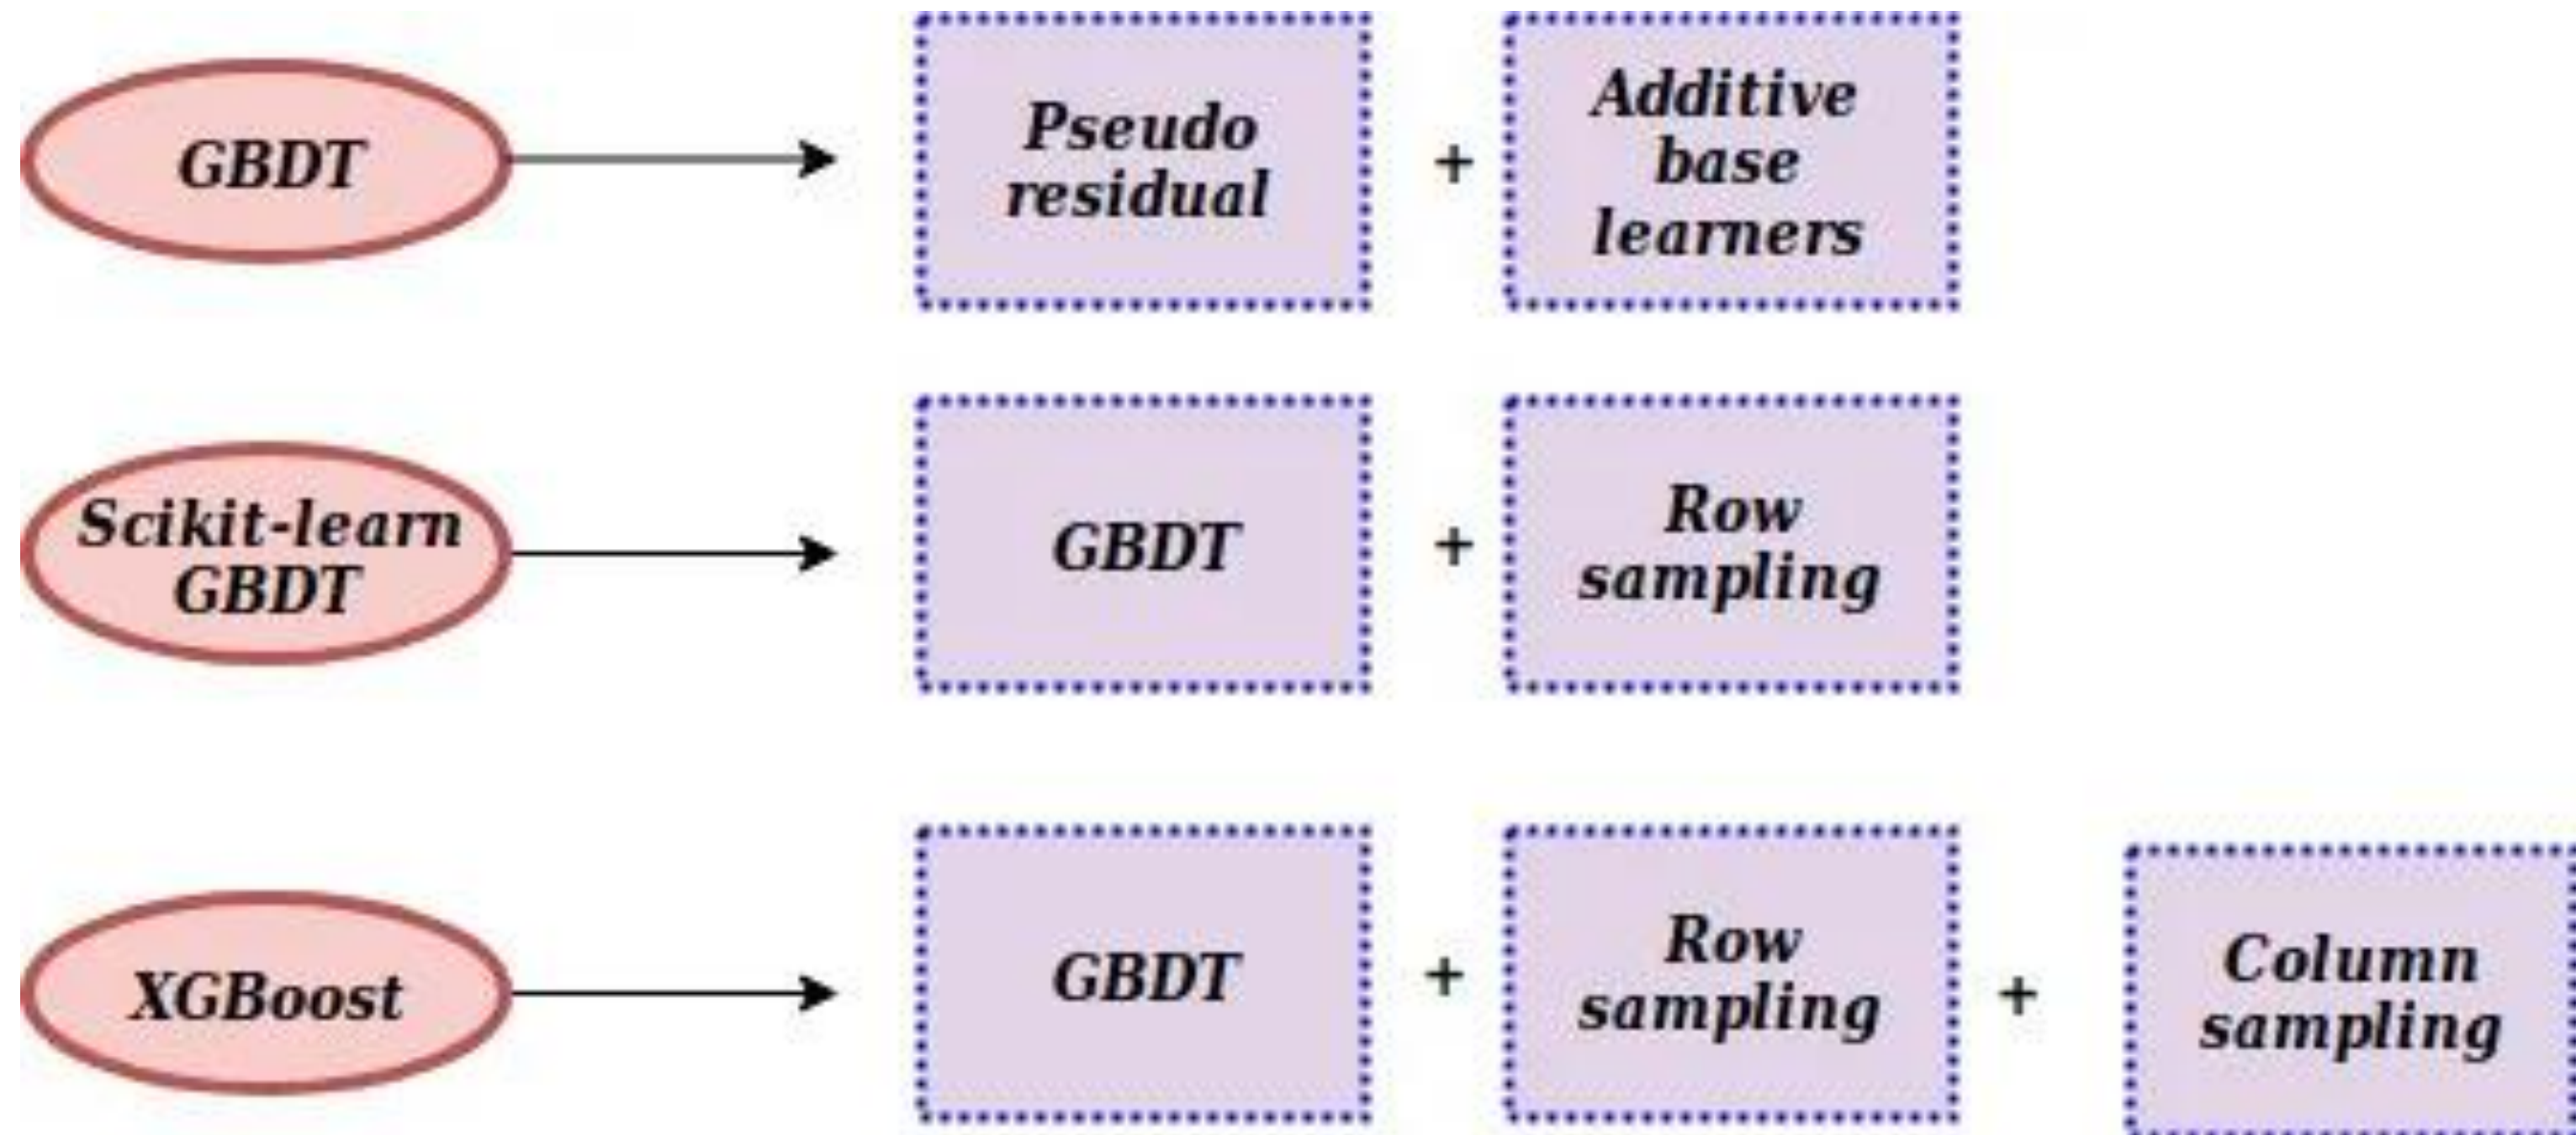 GBDT
Pseudo
residual
+
Additive
base
learners
Scikit-learn
GBDT
GBDT
+
Row
sampling
XGBoost
GBDT
+
Row
sampling
+
Column
sampling